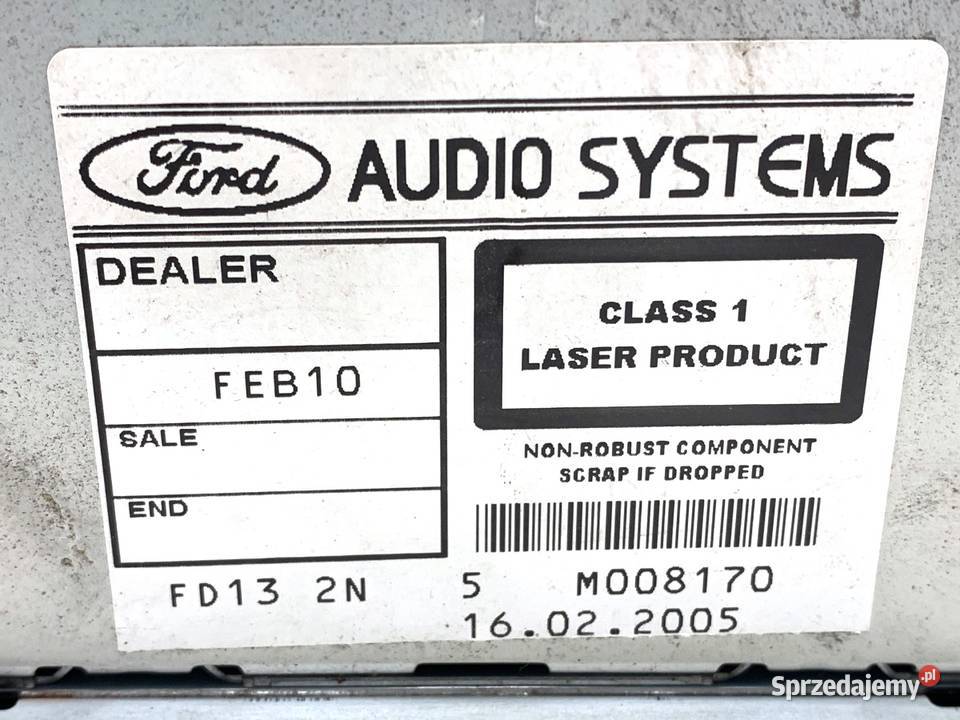 Ford AUDIO SYSTEMS
DEALER
FEB10
SALE
END
CLASS 1
LASER PRODUCT
NON-ROBUST COMPONENT
SCRAP IF DROPPED
FD13 2N 5 M008170
16.02.2005
Sprzedajemy.pl